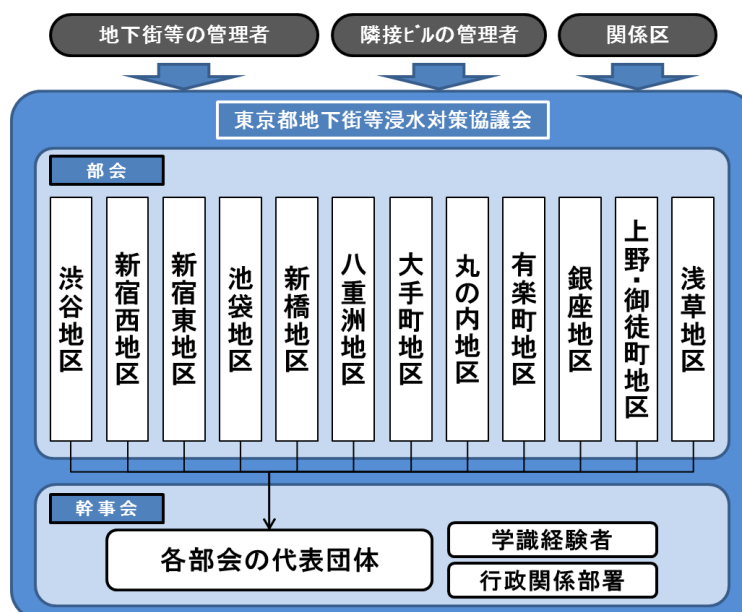 地下街等の管理者
隣接ﾋﾞﾙの管理者
関係区
東京都地下街等浸水対策協議会
部会
渋谷地区
新宿西地区
新宿東地区
池袋地区
新橋地区
八重洲地区
大手町地区
丸の内地区
有楽町地区
銀座地区
上野・御徒町地区
浅草地区
幹事会
各部会の代表団体
学識経験者
行政関係部署